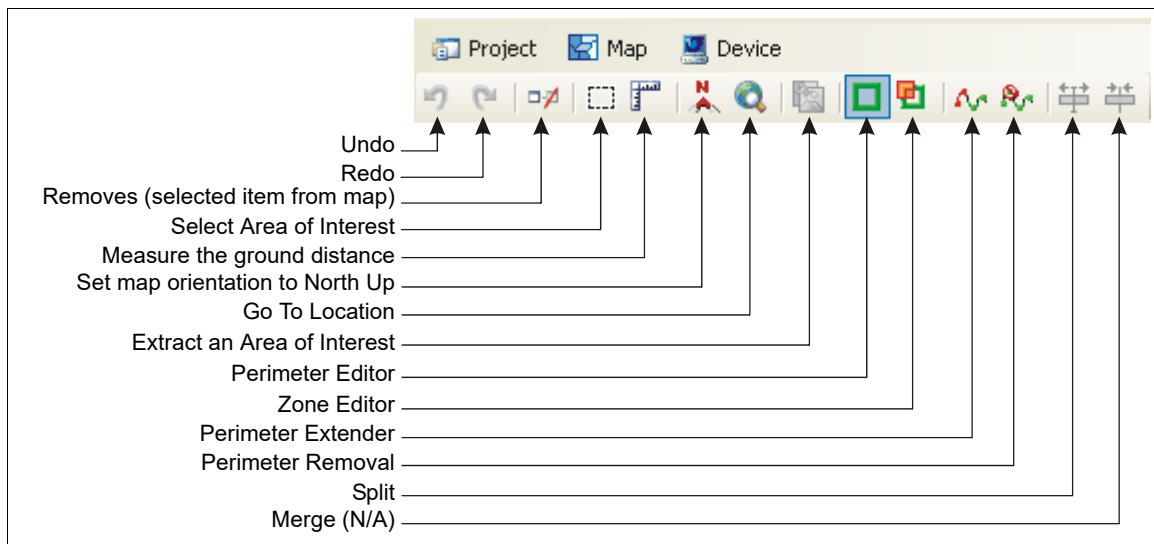 Project Map Device
N
Undo
Redo
Removes (selected item from map)
Select Area of Interest
Measure the ground distance
Set map orientation to North Up
Go To Location
Extract an Area of Interest
Perimeter Editor
Zone Editor
Perimeter Extender
Perimeter Removal
Split
Merge (N/A)